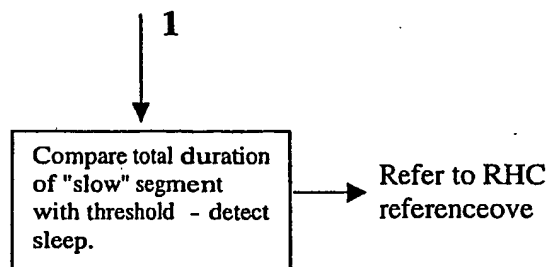 1
Compare total duration
of "slow" segment
with threshold - detect
sleep.
Refer to RHC
referenceove